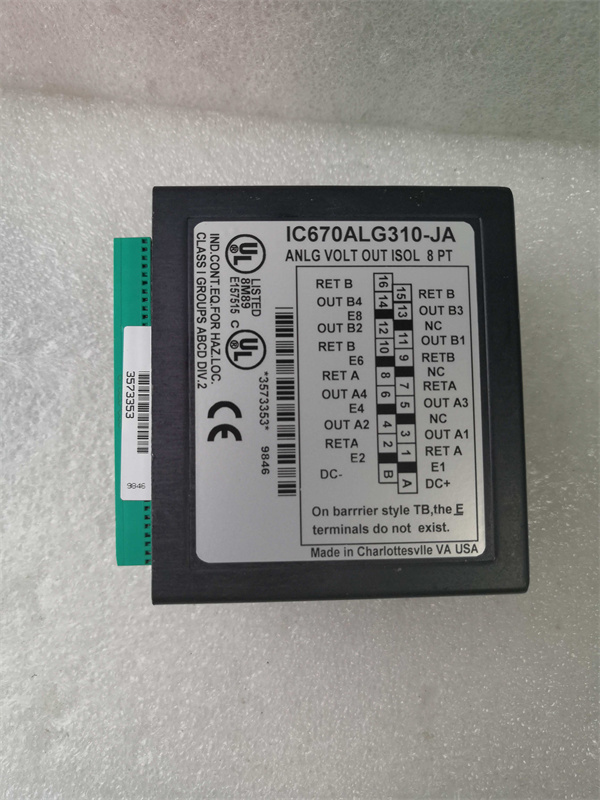 IC670ALG310-JA
ANLG VOLT OUT ISOL 8 PT
UL
LISTED
8M89
E157515
C UL
IND.CONT.EQ.FOR HAZ.LOC.
CLASS I GROUPS ABCD DIV.2
CE
*3573353* 9846
RET B 16 15 RET B
OUT B4 14 13 OUT B3
E8 NC
OUT B2 12 11 OUT B1
RET B 10 9 RETB
E6 NC
RET A 8 7 RETA
OUT A4 6 5 OUT A3
E4 NC
OUT A2 4 3 OUT A1
RETA 2 1 RET A
E2 E1
DC- B A DC+
On barrrier style TB,the E
terminals do not exist.
Made in Charlottesvlle VA USA
3573353
9846